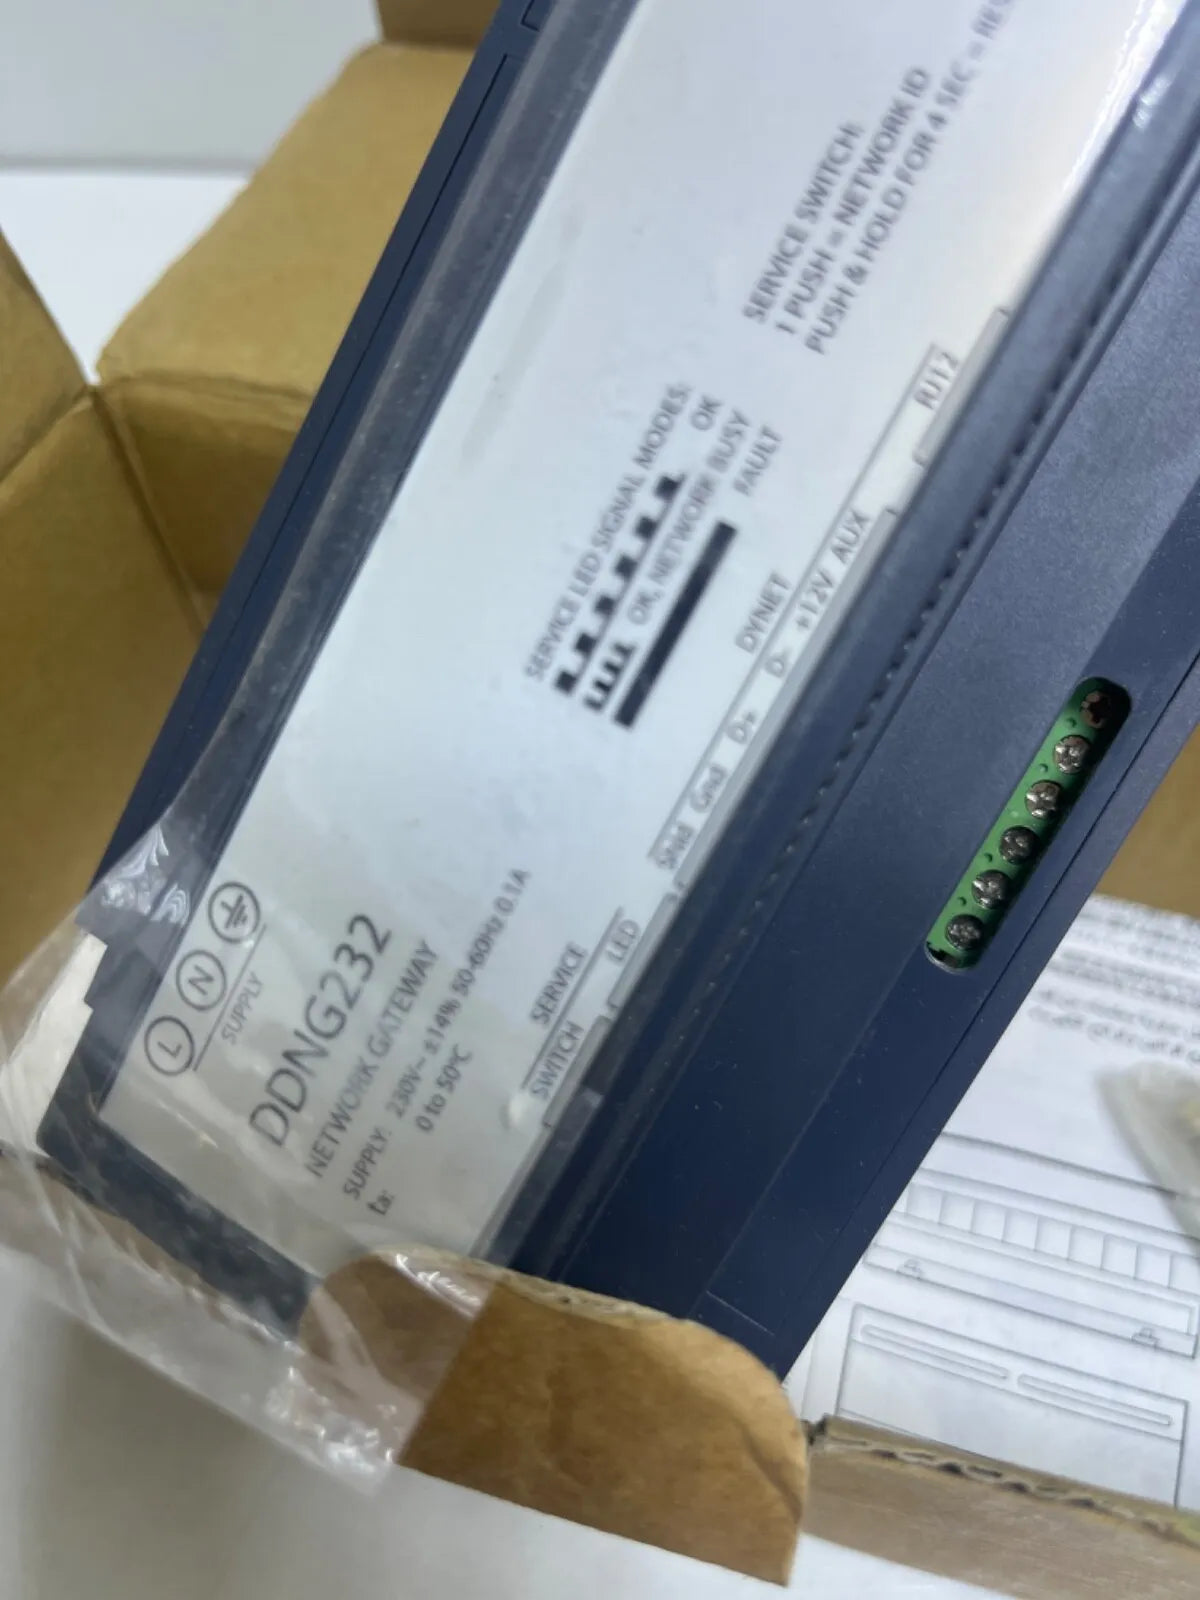 L N
SUPPLY
DDNG232
NETWORK GATEWAY
SUPPLY: 230V~ ±14% 50-60Hz 0.1A
ta: 0 to 50°C
SERVICE
SWITCH LED
SERVICE LED SIGNAL MODES:
OK
OK, NETWORK BUSY
FAULT
SERVICE SWITCH:
1 PUSH = NETWORK ID
PUSH & HOLD FOR 4 SEC =
DYNET
Shld Gnd D+ D- +12V AUX
RJ12